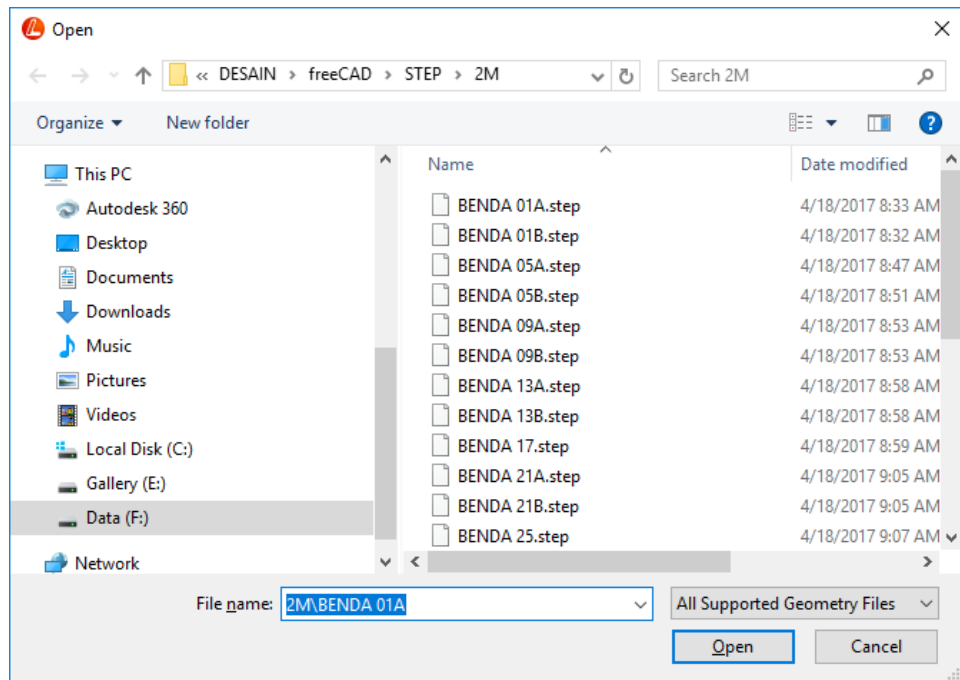 Open
« DESAIN › freeCAD › STEP › 2M
Search 2M
Organize
New folder
Name
Date modified
This PC
Autodesk 360
Desktop
Documents
Downloads
Music
Pictures
Videos
Local Disk (C:)
Gallery (E:)
Data (F:)
Network
BENDA 01A.step 4/18/2017 8:33 AM
BENDA 01B.step 4/18/2017 8:32 AM
BENDA 05A.step 4/18/2017 8:47 AM
BENDA 05B.step 4/18/2017 8:51 AM
BENDA 09A.step 4/18/2017 8:53 AM
BENDA 09B.step 4/18/2017 8:53 AM
BENDA 13A.step 4/18/2017 8:58 AM
BENDA 13B.step 4/18/2017 8:58 AM
BENDA 17.step 4/18/2017 8:59 AM
BENDA 21A.step 4/18/2017 9:05 AM
BENDA 21B.step 4/18/2017 9:05 AM
BENDA 25.step 4/18/2017 9:07 AM
File name: 2M\BENDA 01A
All Supported Geometry Files
Open
Cancel